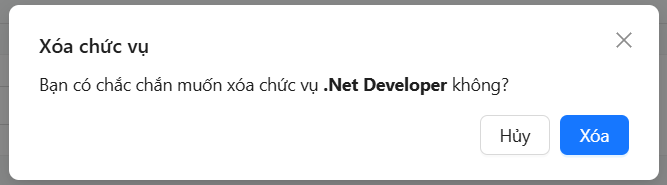 Xóa chức vụ
Bạn có chắc chắn muốn xóa chức vụ .Net Developer không?
Hủy
Xóa